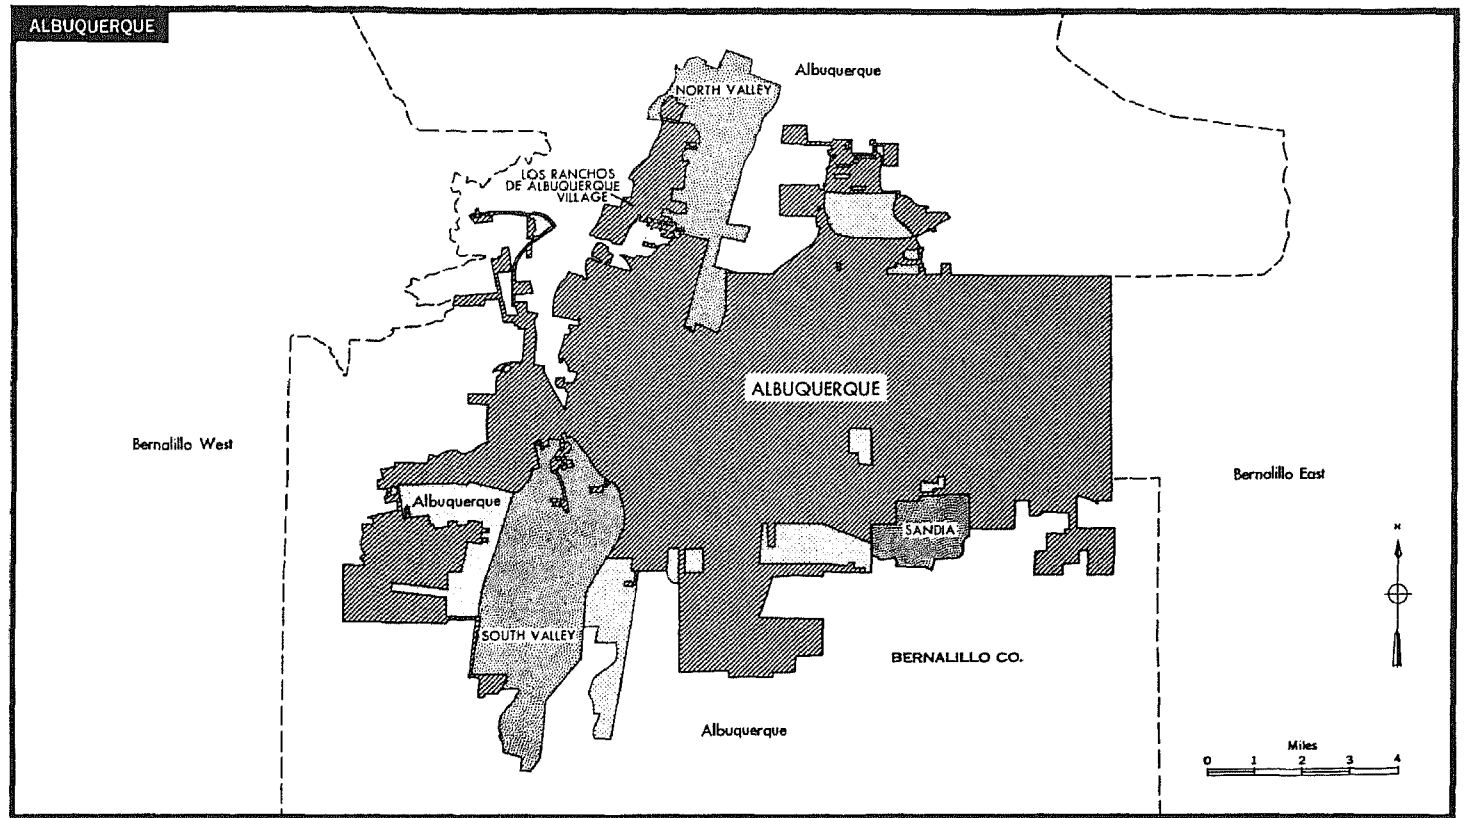 ALBUQUERQUE
Albuquerque
NORTH VALLEY
LOS RANCHOS
DE ALBUQUERQUE
VILLAGE
ALBUQUERQUE
Bernalillo West
Bernalillo East
Albuquerque
SANDIA
N
SOUTH VALLEY
BERNALILLO CO.
Albuquerque
Miles
0 1 2 3 4